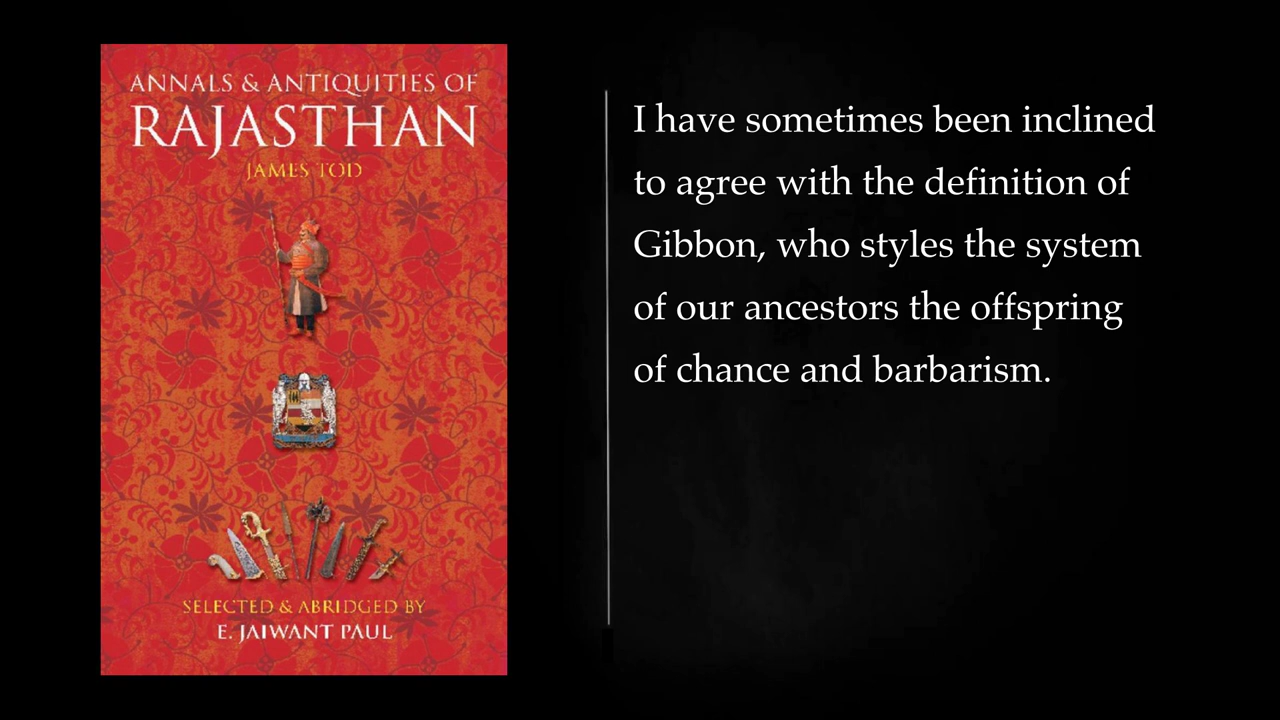 ANNALS & ANTIQUITIES OF
RAJASTHAN
JAMES TOD
SELECTED & ABRIDGED BY
E. JAIWANT PAUL
I have sometimes been inclined
to agree with the definition of
Gibbon, who styles the system
of our ancestors the offspring
of chance and barbarism.